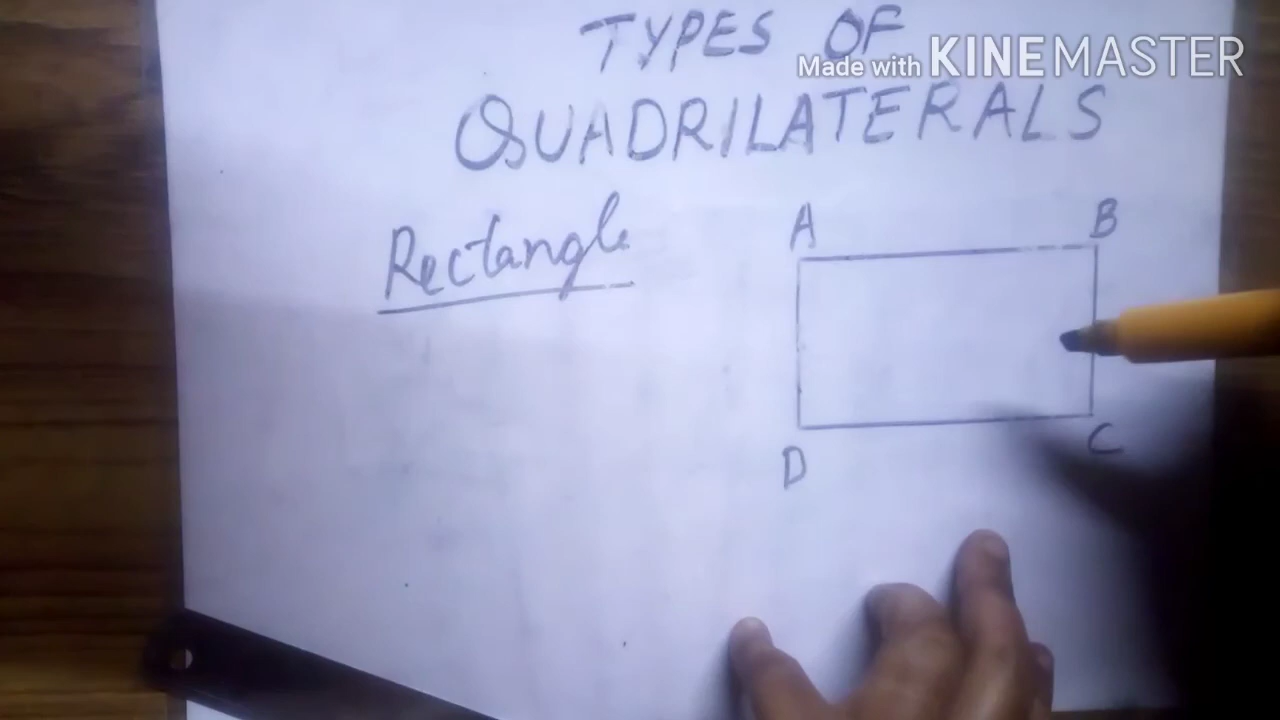 TYPES OF
Made with KINEMASTER
QUADRILATERALS
Rectangle
A B
D C